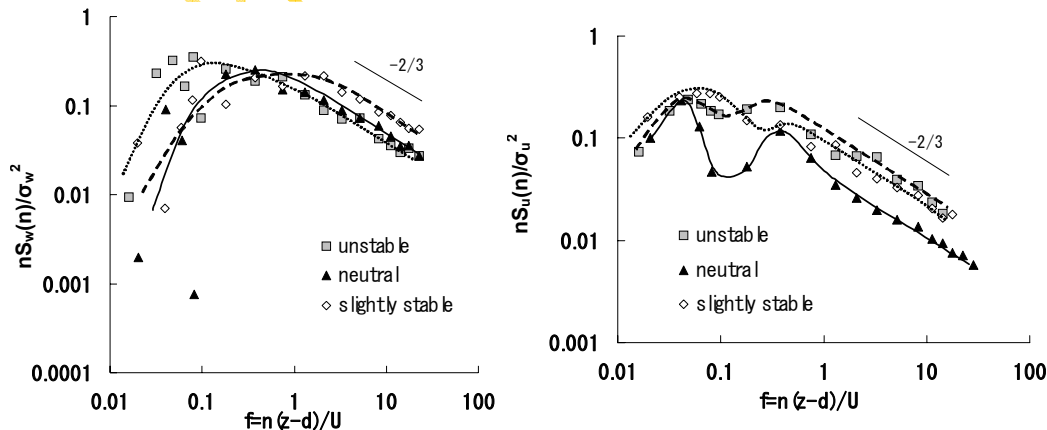 1
0.1
0.01
0.001
0.0001
nSw(n)/σw²
−2/3
unstable
neutral
slightly stable
0.01 0.1 1 10 100
f=n(z-d)/U
1
0.1
0.01
0.001
nSu(n)/σu²
−2/3
unstable
neutral
slightly stable
0.01 0.1 1 10 100
f=n(z-d)/U